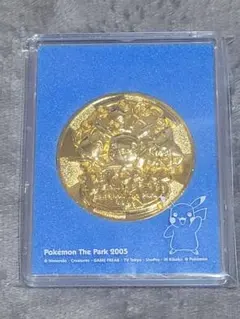 Pokémon The Park 2005
© Nintendo · Creatures · GAME FREAK · TV Tokyo · ShoPro · JR Kikaku © Pokémon